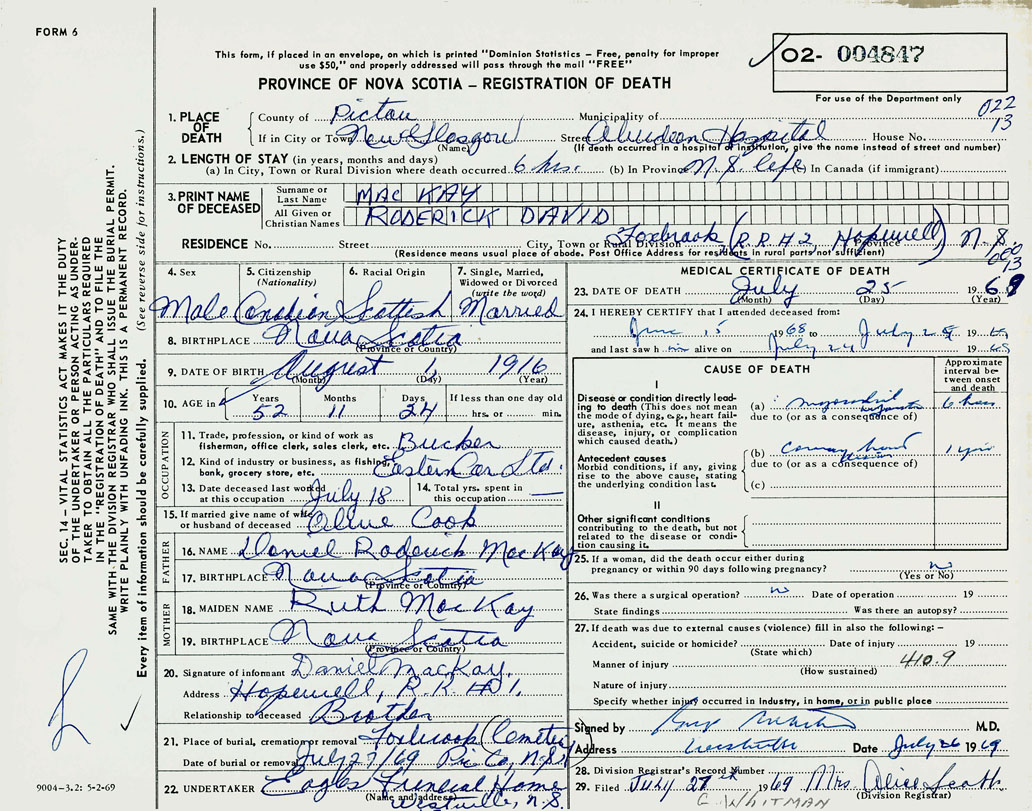 FORM 6
This form, if placed in an envelope, on which is printed "Dominion Statistics – Free, penalty for improper
use $50," and properly addressed will pass through the mail "FREE"
PROVINCE OF NOVA SCOTIA – REGISTRATION OF DEATH
02- 004847
For use of the Department only
022
13
1. PLACE OF DEATH
County of Pictou Municipality of
If in City or Town New Glasgow Street Aberdeen Hospital House No.
(Name) (If death occurred in a hospital or institution, give the name instead of street and number)
2. LENGTH OF STAY (in years, months and days)
(a) In City, Town or Rural Division where death occurred 6 hrs. (b) In Province N.S. life (c) In Canada (if immigrant)
3. PRINT NAME OF DECEASED
Surname or Last Name MACKAY
All Given or Christian Names RODERICK DAVID
RESIDENCE No. Street City, Town or Rural Division Foxbrook (R.R#2, Hopewell) Province N.S.
(Residence means usual place of abode. Post Office Address for residents in rural parts not sufficient)
13
4. Sex Male
5. Citizenship (Nationality) Canadian
6. Racial Origin Scottish
7. Single, Married, Widowed or Divorced (write the word) Married
8. BIRTHPLACE Nova Scotia
(Province or Country)
9. DATE OF BIRTH August 1, 1916
(Month) (Day) (Year)
10. AGE in Years 52 Months 11 Days 24 If less than one day old hrs. or min.
OCCUPATION
11. Trade, profession, or kind of work as
fisherman, office clerk, sales, etc. Bucker
12. Kind of industry or business, as fishing,
bank, grocery store, etc. Eastern Car Ltd.
13. Date deceased last worked
at this occupation July 18
14. Total yrs. spent in
this occupation —
15. If married give name of wife
or husband of deceased Olive Cook
FATHER
16. NAME Daniel Roderick MacKay
17. BIRTHPLACE Nova Scotia
(Province or Country)
MOTHER
18. MAIDEN NAME Ruth MacKay
19. BIRTHPLACE Nova Scotia
(Province or Country)
20. Signature of informant Daniel MacKay.
Address Hopewell, R.R.#1,
Relationship to deceased Brother
21. Place of burial, cremation or removal Foxbrook (Cemetery)
Date of burial or removal July 27/69 Pic. Co, N.S.
22. UNDERTAKER Eagles Funeral Home
(Name and address) Westville, N.S.
MEDICAL CERTIFICATE OF DEATH
23. DATE OF DEATH July 25 1969
(Month) (Day) (Year)
24. I HEREBY CERTIFY that I attended deceased from:
June 15 1968 to July 25 1969
and last saw him alive on July 24 1969
CAUSE OF DEATH
Approximate interval between onset and death
I
Disease or condition directly leading to death (This does not mean the mode of dying, e.g., heart failure, asthenia, etc. It means the disease, injury, or complication which caused death.)
(a) myocardial infarction 6 hours
due to (or as a consequence of)
Antecedent causes
Morbid conditions, if any, giving rise to the above cause, stating the underlying condition last.
(b) coronary 1 year
due to (or as a consequence of)
(c)
II
Other significant conditions
contributing to the death, but not related to the disease or condition causing it.
25. If a woman, did the death occur either during
pregnancy or within 90 days following pregnancy? no
(Yes or No)
26. Was there a surgical operation? no Date of operation 19
State findings Was there an autopsy?
27. If death was due to external causes (violence) fill in also the following: –
Accident, suicide or homicide? Date of injury 19
(State which)
Manner of injury 410.9
(How sustained)
Nature of injury
Specify whether injury occurred in industry, in home, or in public place
Signed by M.D.
Address Westville Date July 26 1969
28. Division Registrar's Record Number
29. Filed July 27th 1969 Mrs. Alice Scott
(Division Registrar)
E. WHITMAN
SEC. 14 – VITAL STATISTICS ACT MAKES IT THE DUTY
OF THE UNDERTAKER OR PERSON ACTING AS UNDER-
TAKER TO OBTAIN ALL THE PARTICULARS REQUIRED
IN THE "REGISTRATION OF DEATH" AND TO FILE THE
SAME WITH THE DIVISION REGISTRAR WHO SHALL ISSUE THE BURIAL PERMIT.
WRITE PLAINLY WITH UNFADING INK. THIS IS A PERMANENT RECORD.
Every item of information should be carefully supplied. (See reverse side for instructions.)
9004-3.2: 5-2-69